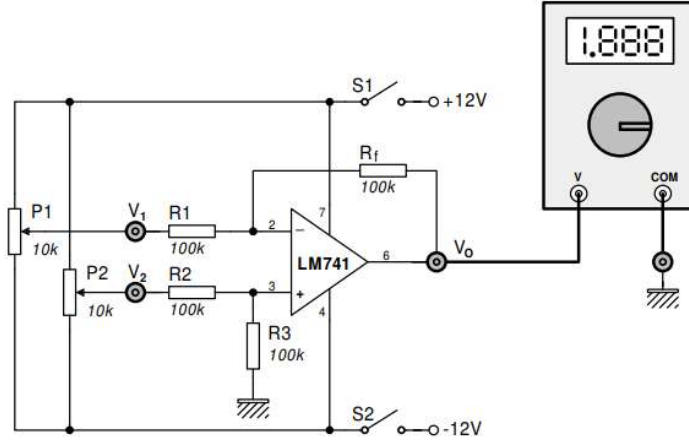 1.888
S1
+12V
V COM
Rf
100k
P1
10k
V1
R1
100k
2
7
−
LM741
6
Vo
P2
10k
V2
R2
100k
3
+
4
R3
100k
S2
-12V